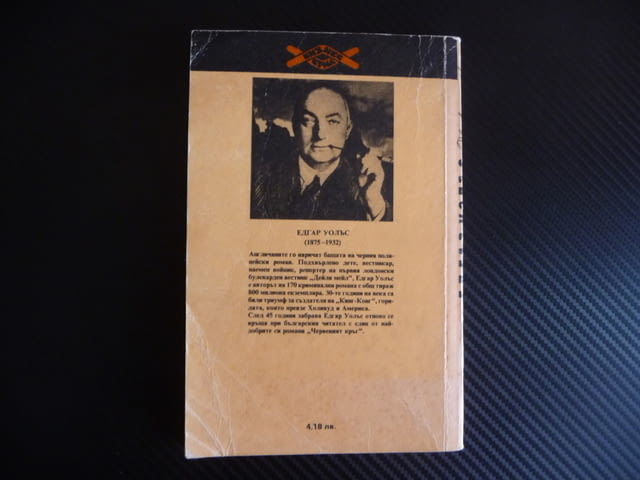 ЕДГАР УОЛЪС
(1875–1932)
Англичаните го наричат бащата на черния поли-
цейски роман. Подхвърлено дете, вестникар,
наемен войник, репортер на първия лондонски
булеварден вестник „Дейли мейл", Едгар Уолъс
е авторът на 170 криминални романа с общ тираж
800 милиона екземпляра. 30-те години на века са
били триумф за създателя на „Кинг-Конг", гори-
лата, която превзе Холивуд и Америка.
След 45 години забрава Едгар Уолъс отново се
връща при българския читател с един от най-
добрите си романи „Червеният кръг".
4,18 лв.